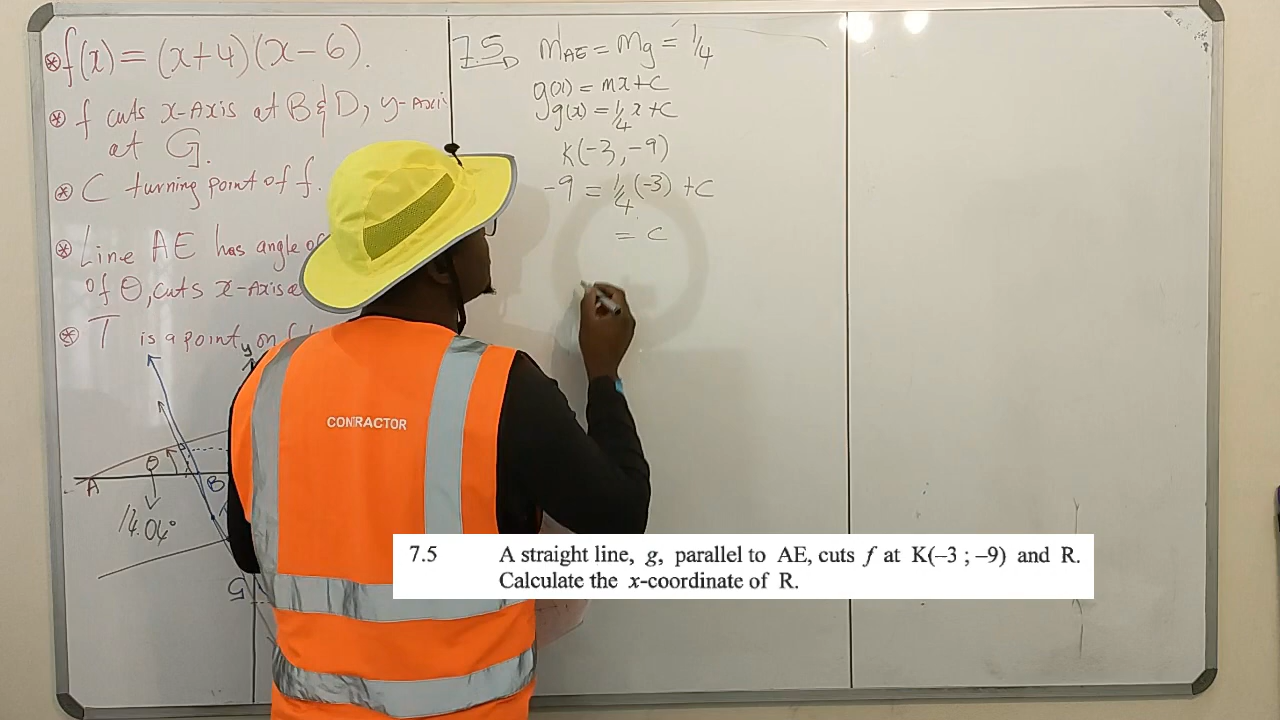 ⊛ f(x) = (x+4)(x-6).
⊛ f cuts x-Axis at B & D, y-Axis
at G.
⊛ C turning point of f.
⊛ Line AE has angle of
of θ, cuts x-Axis
⊛ T is a point on
y
A
θ
B
14.04°
G
7.5
m_AE = m_g = 1/4
g(x) = mx+c
g(x) = 1/4 x + c
K(-3, -9)
-9 = 1/4 (-3) + c
= c
CONTRACTOR
7.5 A straight line, g, parallel to AE, cuts f at K(–3 ; –9) and R.
Calculate the x-coordinate of R.